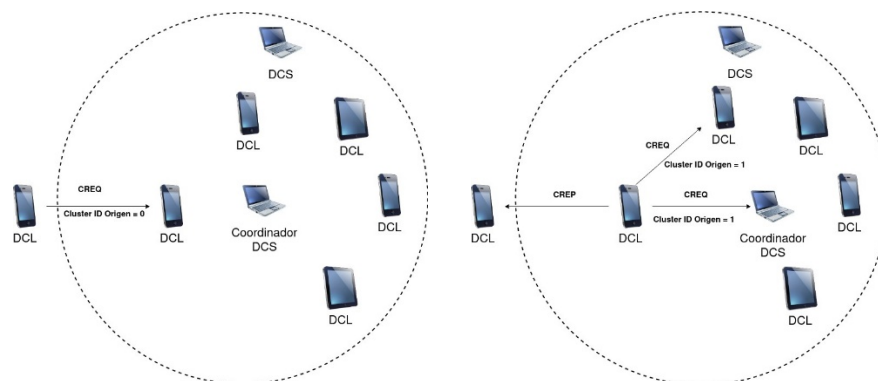 DCS
DCL
DCL
CREQ
Cluster ID Origen = 0
DCL
DCL
DCL
Coordinador
DCS
DCL
DCS
DCL
CREQ
DCL
Cluster ID Origen = 1
CREP
CREQ
Cluster ID Origen = 1
DCL
DCL
DCL
Coordinador
DCS
DCL